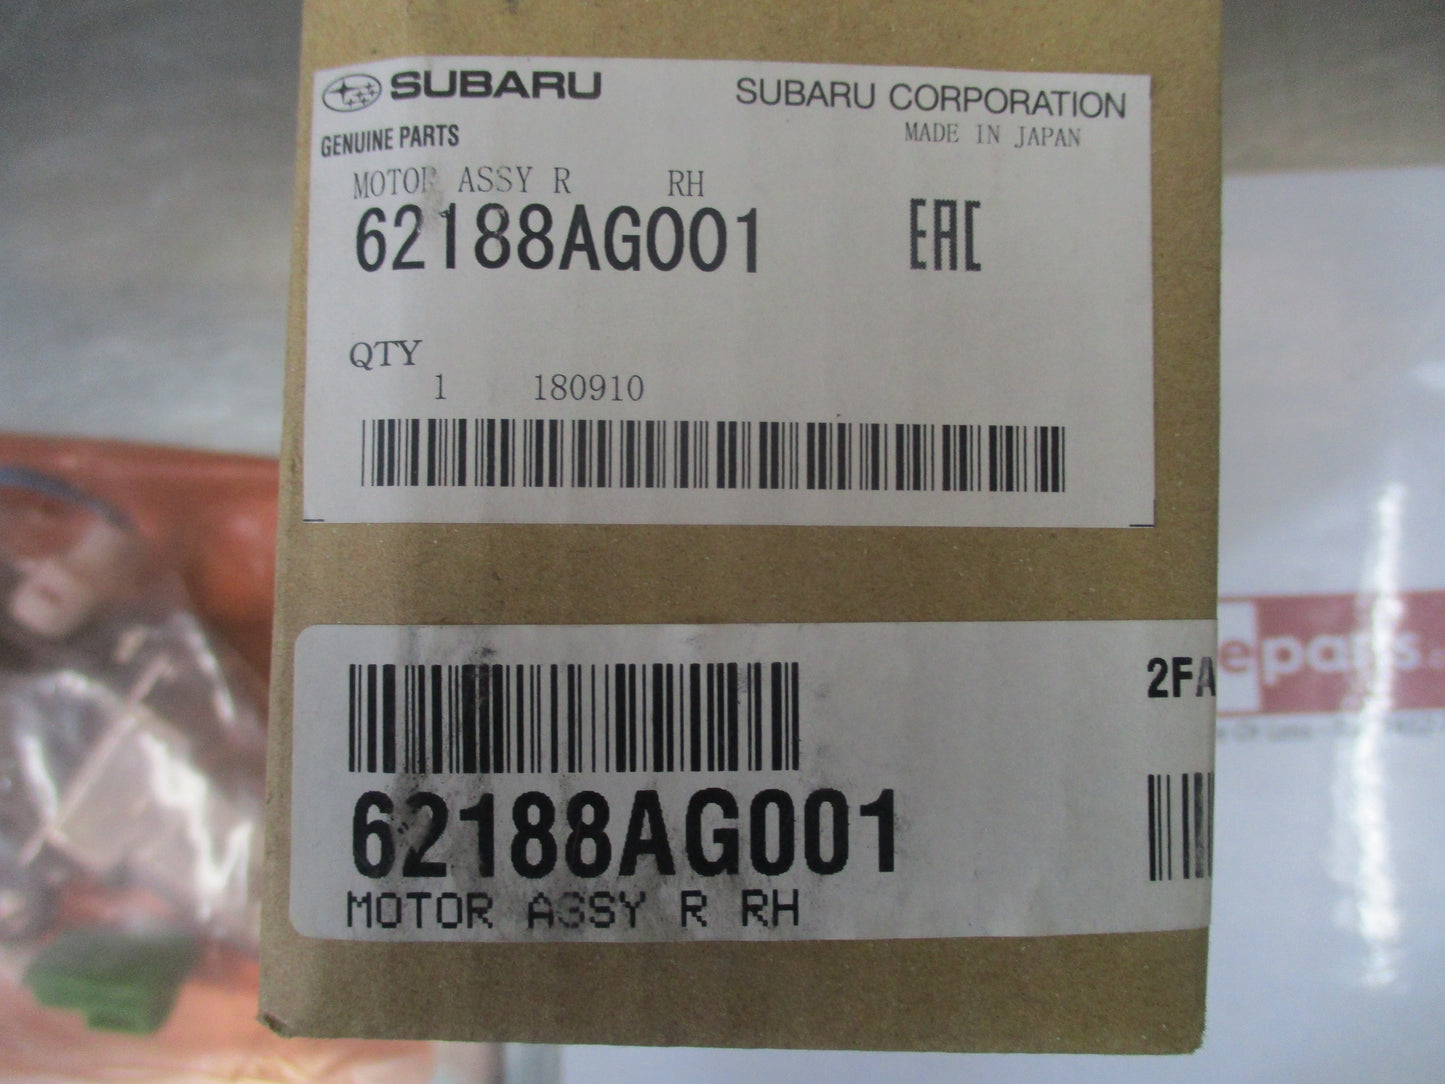 SUBARU SUBARU CORPORATION
GENUINE PARTS MADE IN JAPAN
MOTOR ASSY R RH
62188AG001 EAC
QTY
1 180910
2FA
62188AG001
MOTOR ASSY R RH
eparts